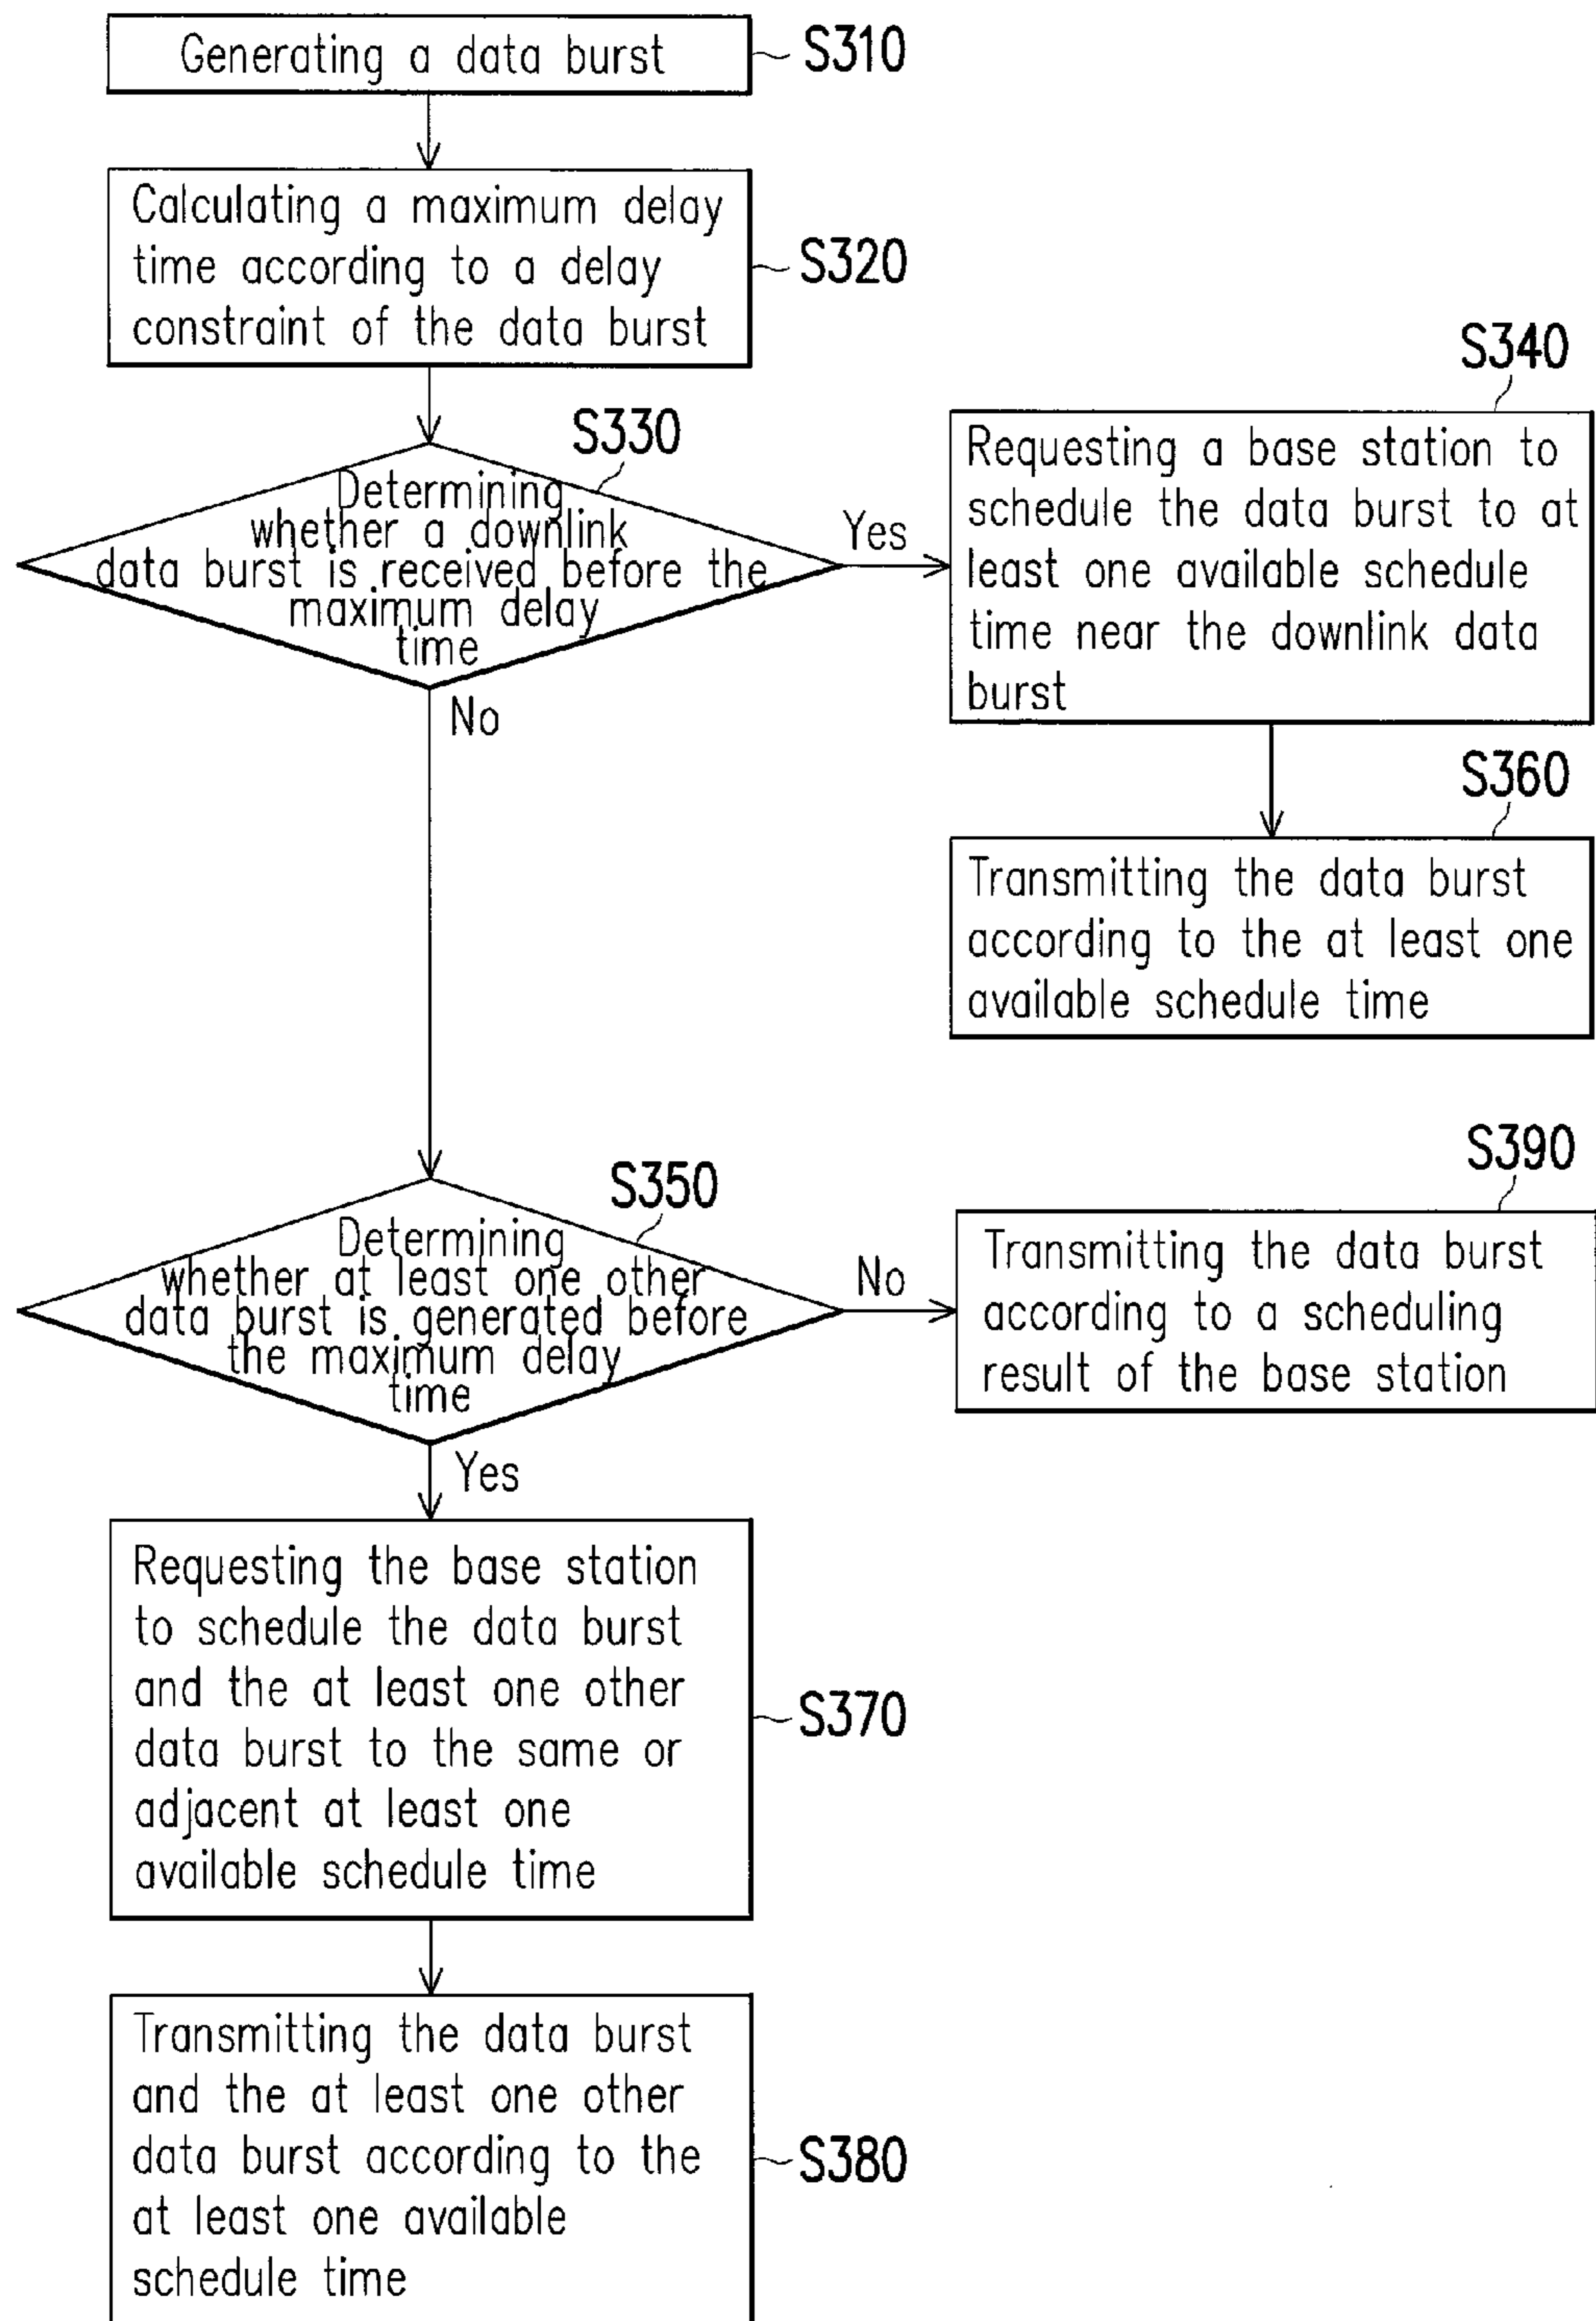 Generating a data burst
S310
Calculating a maximum delay
time according to a delay
constraint of the data burst
S320
S330
Determining
whether a downlink
data burst is received before the
maximum delay
time
Yes
No
S340
Requesting a base station to
schedule the data burst to at
least one available schedule
time near the downlink data
burst
S360
Transmitting the data burst
according to the at least one
available schedule time
S350
Determining
whether at least one other
data burst is generated before
the maximum delay
time
No
Yes
S390
Transmitting the data burst
according to a scheduling
result of the base station
Requesting the base station
to schedule the data burst
and the at least one other
data burst to the same or
adjacent at least one
available schedule time
S370
Transmitting the data burst
and the at least one other
data burst according to the
at least one available
schedule time
S380